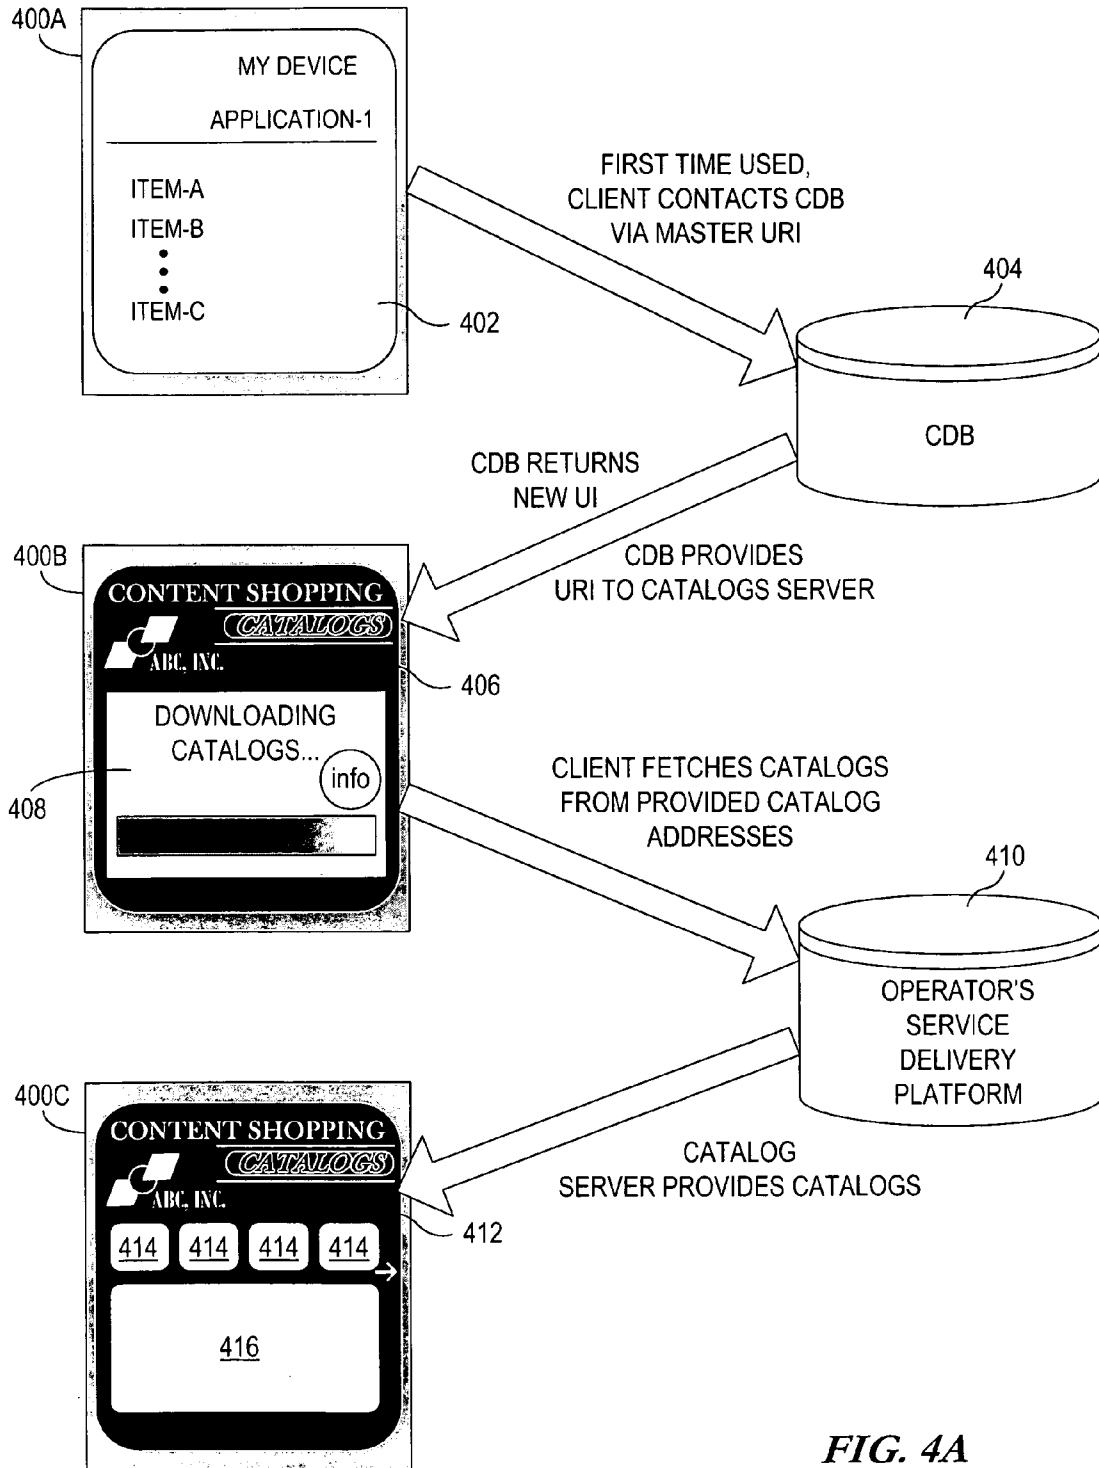 400A
MY DEVICE
APPLICATION-1
ITEM-A
ITEM-B
ITEM-C
402
FIRST TIME USED,
CLIENT CONTACTS CDB
VIA MASTER URI
404
CDB
CDB RETURNS
NEW UI
CDB PROVIDES
URI TO CATALOGS SERVER
400B
CONTENT SHOPPING
CATALOGS
ABC, INC.
406
DOWNLOADING
CATALOGS...
info
408
CLIENT FETCHES CATALOGS
FROM PROVIDED CATALOG
ADDRESSES
410
OPERATOR'S
SERVICE
DELIVERY
PLATFORM
CATALOG
SERVER PROVIDES CATALOGS
400C
CONTENT SHOPPING
CATALOGS
ABC, INC.
412
414 414 414 414
416
FIG. 4A